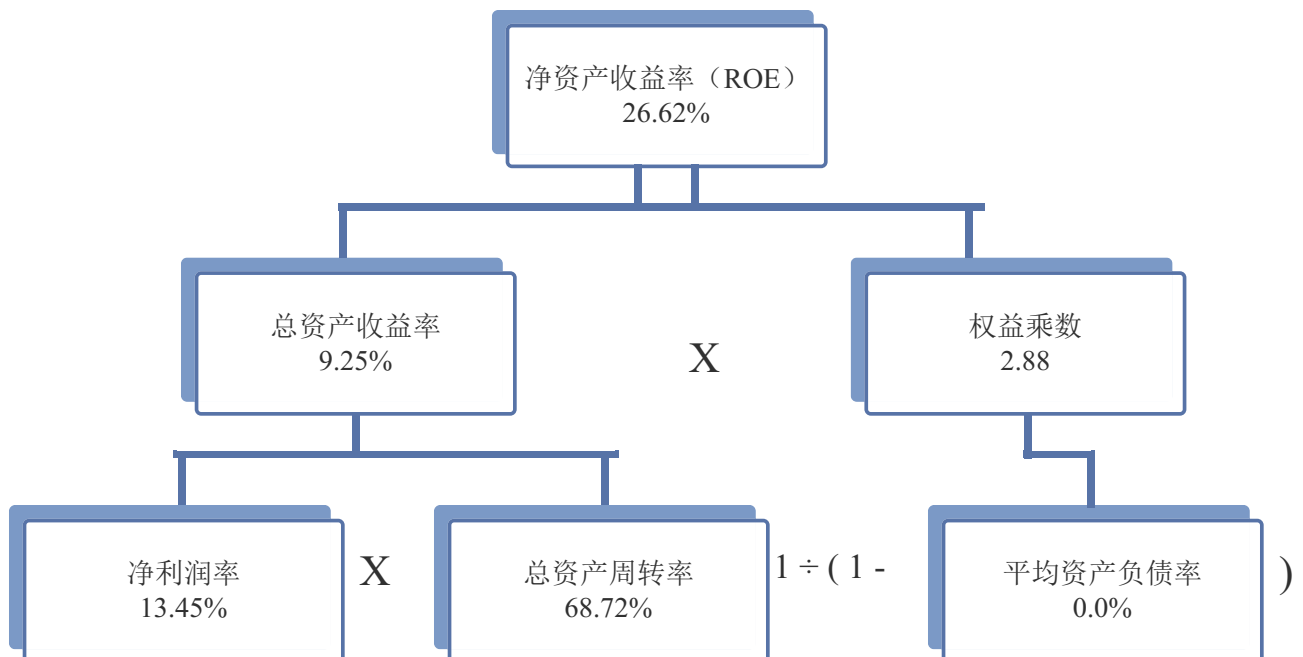 净资产收益率（ROE）
26.62%
总资产收益率
9.25%
X
权益乘数
2.88
净利润率
13.45%
X
总资产周转率
68.72%
1 ÷ ( 1 -
平均资产负债率
0.0%
)